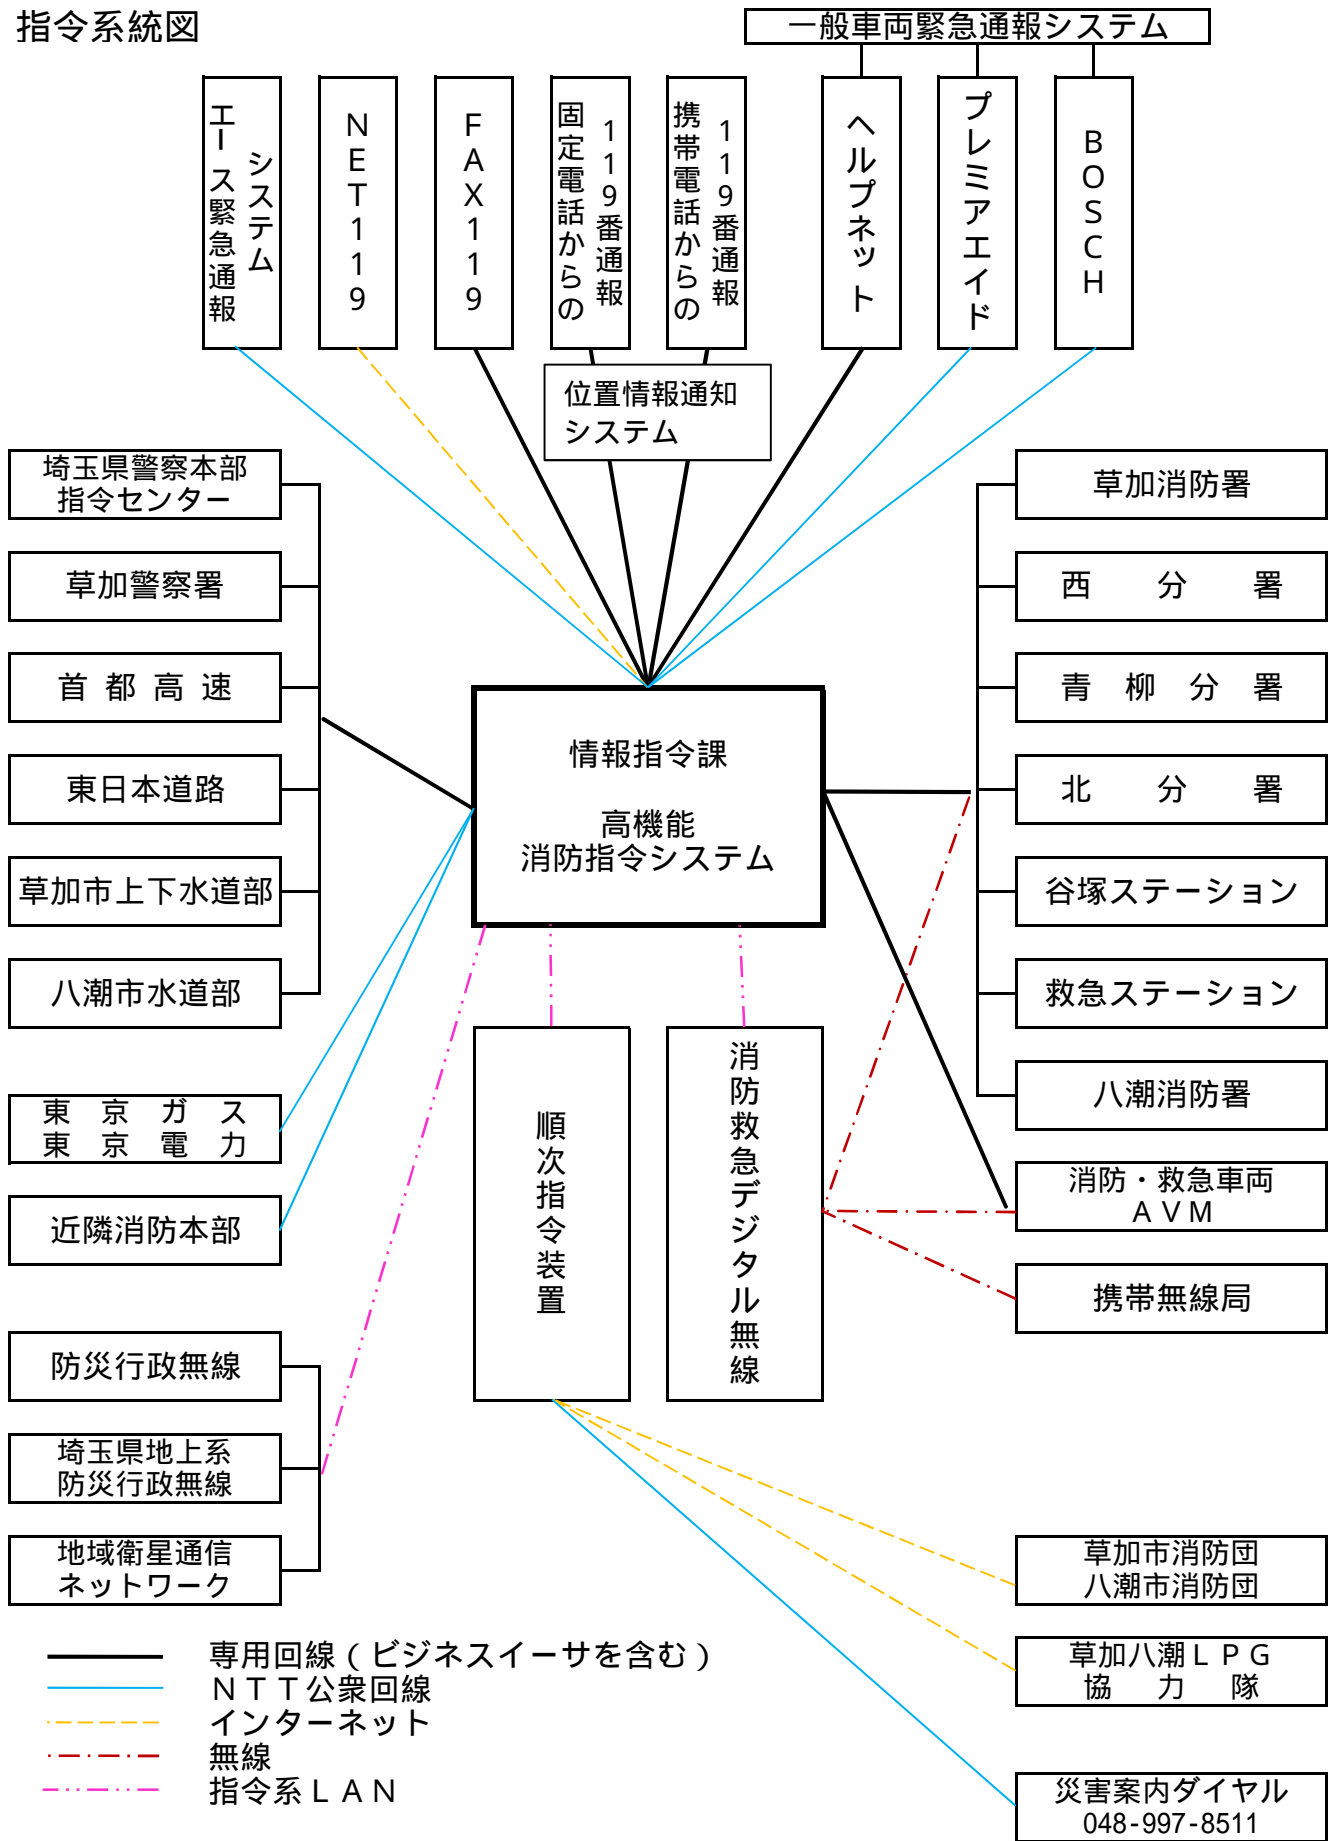 指令系統図
一般車両緊急通報システム
エース緊急通報
システム
NET119
FAX119
固定電話からの
119番通報
携帯電話からの
119番通報
ヘルプネット
プレミアエイド
BOSCH
位置情報通知
システム
埼玉県警察本部
指令センター
草加警察署
首都高速
東日本道路
草加市上下水道部
八潮市水道部
東京ガス
東京電力
近隣消防本部
防災行政無線
埼玉県地上系
防災行政無線
地域衛星通信
ネットワーク
情報指令課
高機能
消防指令システム
順次指令装置
消防救急デジタル無線
草加消防署
西分署
青柳分署
北分署
谷塚ステーション
救急ステーション
八潮消防署
消防・救急車両
AVM
携帯無線局
草加市消防団
八潮市消防団
草加八潮LPG
協力隊
災害案内ダイヤル
048-997-8511
専用回線(ビジネスイーサを含む)
NTT公衆回線
インターネット
無線
指令系LAN